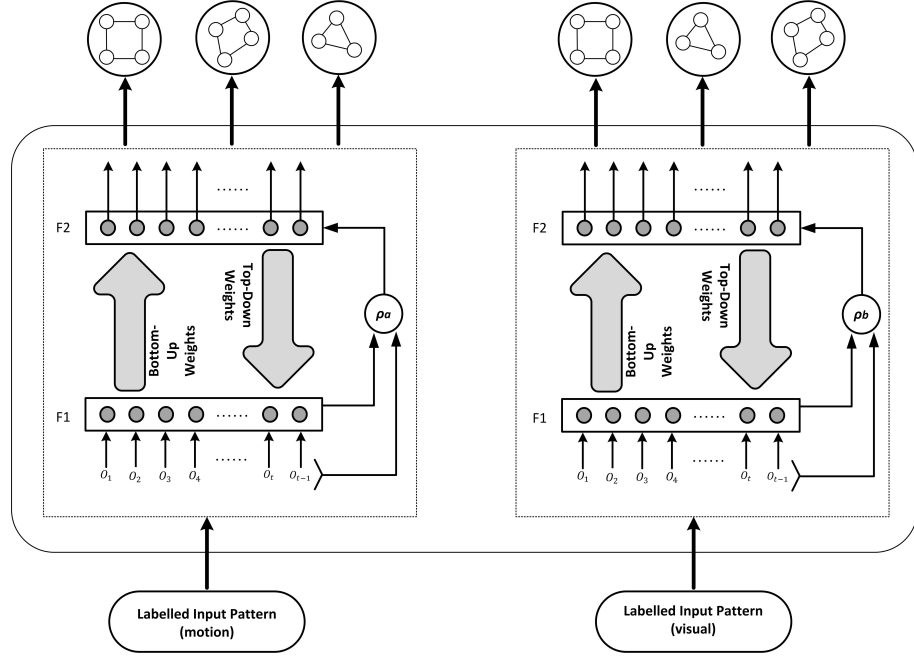 ......
......
F2
......
F2
......
Bottom-
Up
Weights
Top-Down
Weights
ρa
Bottom-
Up
Weights
Top-Down
Weights
ρb
F1
......
F1
......
O1 O2 O3 O4 ...... Ot Ot−1
O1 O2 O3 O4 ...... Ot Ot−1
Labelled Input Pattern
(motion)
Labelled Input Pattern
(visual)